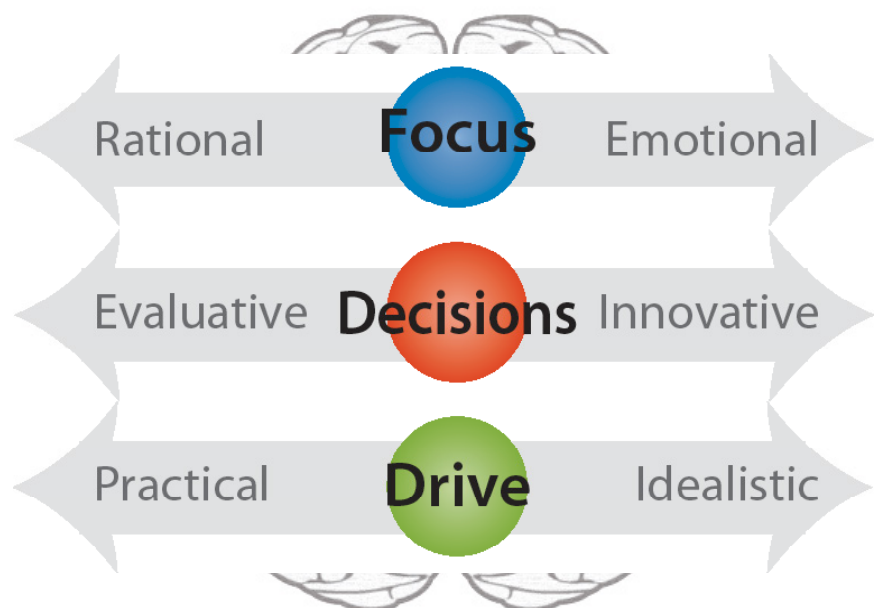 Rational Focus Emotional
Evaluative Decisions Innovative
Practical Drive Idealistic